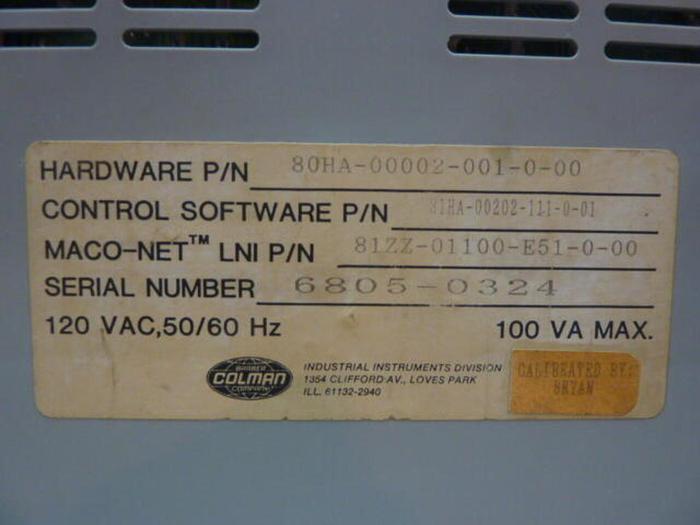 HARDWARE P/N 80HA-00002-001-0-00
CONTROL SOFTWARE P/N 81HA-00202-111-0-01
MACO-NET™ LNI P/N 81ZZ-01100-E51-0-00
SERIAL NUMBER 6805-0324
120 VAC,50/60 Hz 100 VA MAX.
BARBER
COLMAN
COMPANY
INDUSTRIAL INSTRUMENTS DIVISION
1354 CLIFFORD AV., LOVES PARK
ILL. 61132-2940
CALIBRATED BY:
BRYAN